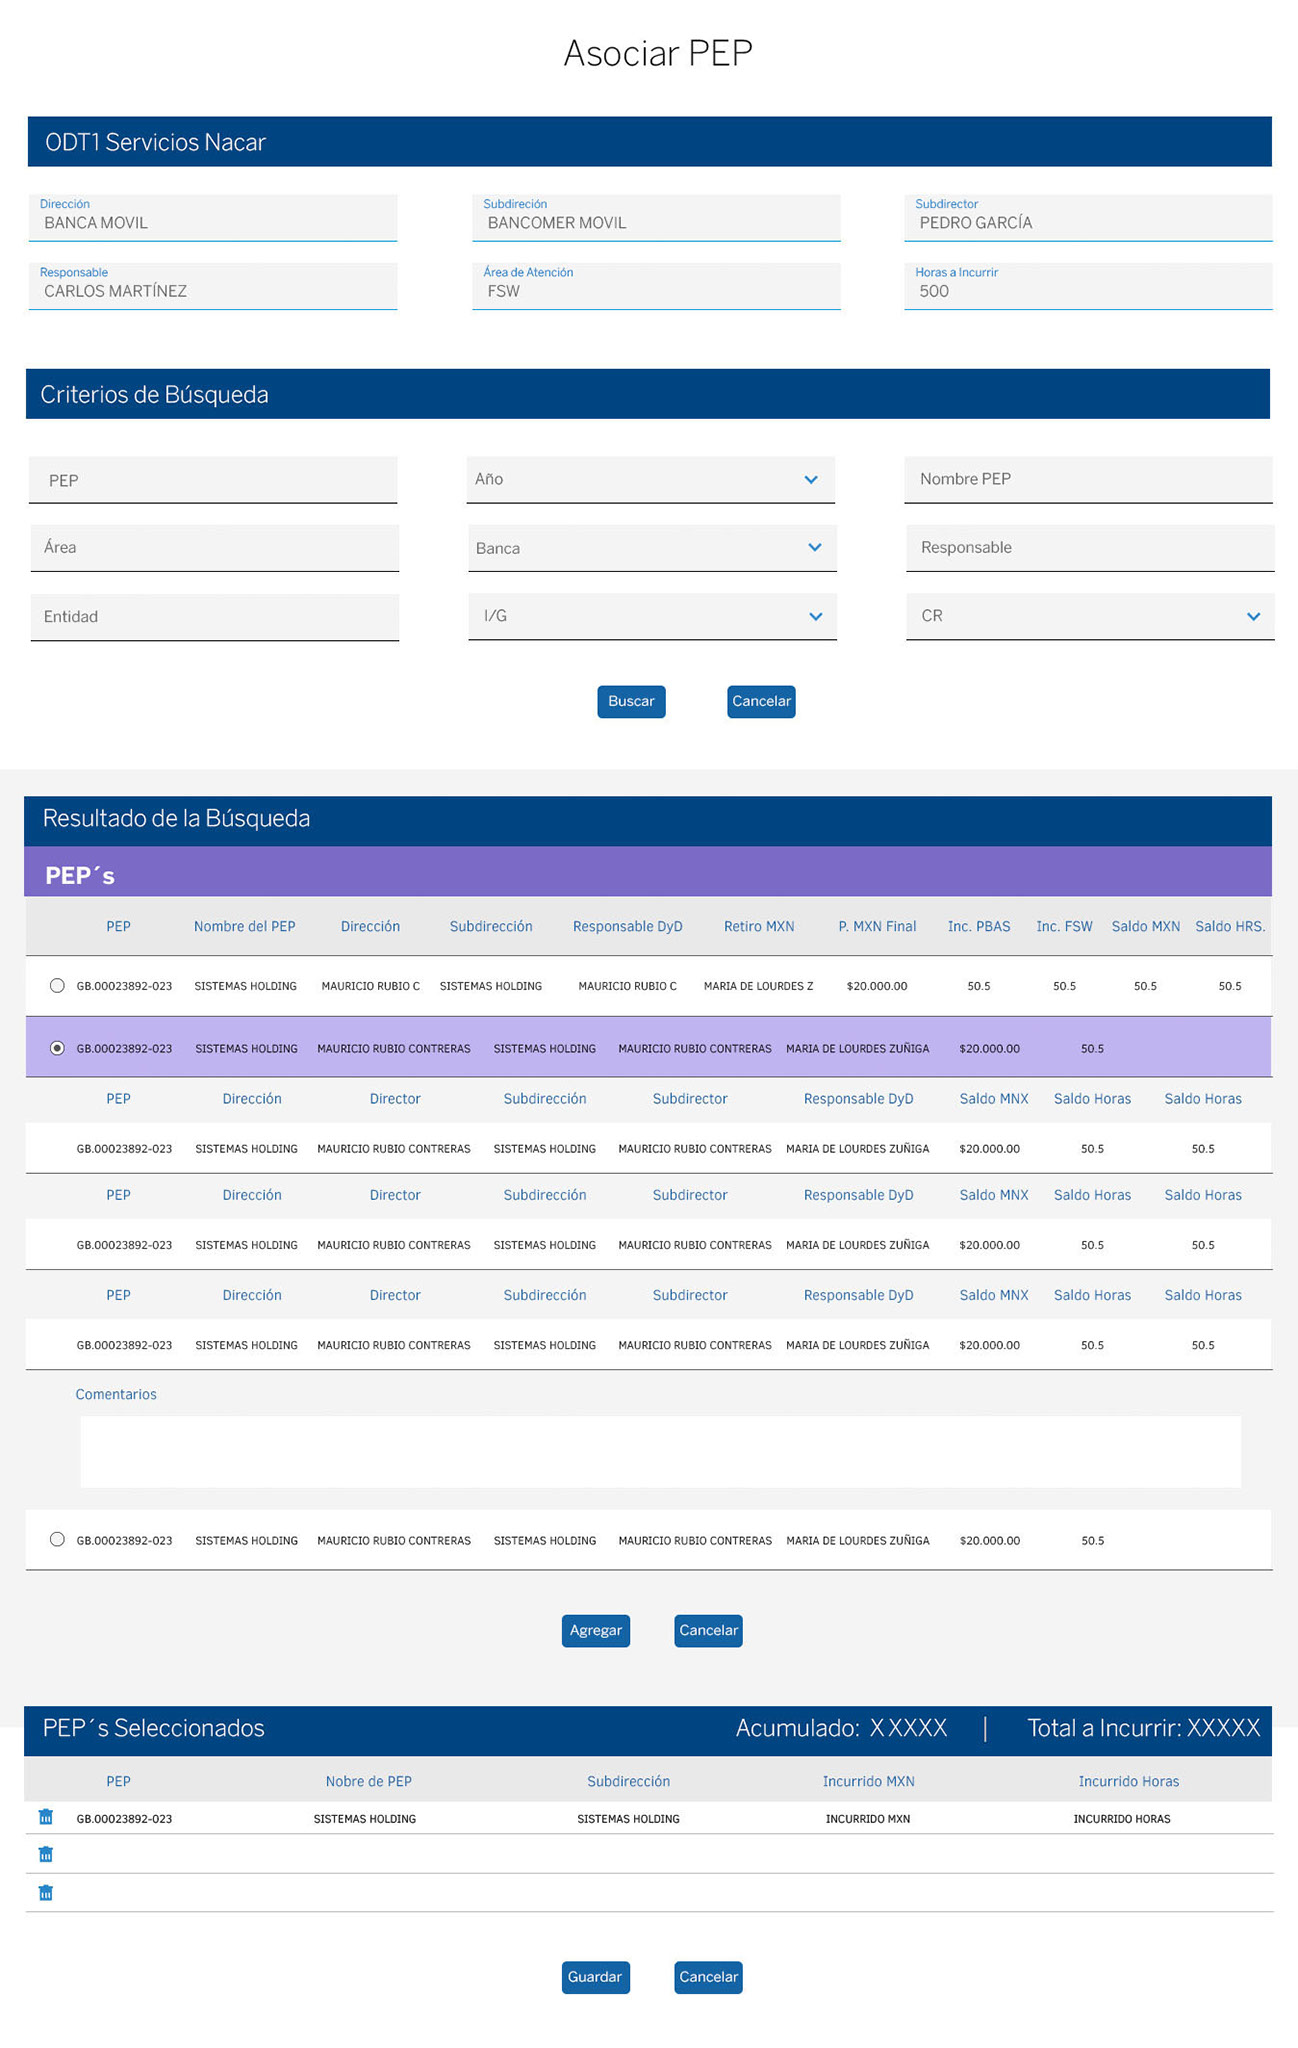 Asociar PEP
ODT1 Servicios Nacar
Dirección Subdireción Subdirector
BANCA MOVIL BANCOMER MOVIL PEDRO GARCÍA
Responsable Área de Atención Horas a Incurrir
CARLOS MARTÍNEZ FSW 500
Criterios de Búsqueda
PEP Año Nombre PEP
Área Banca Responsable
Entidad I/G CR
Buscar Cancelar
Resultado de la Búsqueda
PEP´s
PEP Nombre del PEP Dirección Subdirección Responsable DyD Retiro MXN P. MXN Final Inc. PBAS Inc. FSW Saldo MXN Saldo HRS.
GB.00023892-023 SISTEMAS HOLDING MAURICIO RUBIO C SISTEMAS HOLDING MAURICIO RUBIO C MARIA DE LOURDES Z $20.000.00 50.5 50.5 50.5 50.5
GB.00023892-023 SISTEMAS HOLDING MAURICIO RUBIO CONTRERAS SISTEMAS HOLDING MAURICIO RUBIO CONTRERAS MARIA DE LOURDES ZUÑIGA $20.000.00 50.5
PEP Dirección Director Subdirección Subdirector Responsable DyD Saldo MNX Saldo Horas Saldo Horas
GB.00023892-023 SISTEMAS HOLDING MAURICIO RUBIO CONTRERAS SISTEMAS HOLDING MAURICIO RUBIO CONTRERAS MARIA DE LOURDES ZUÑIGA $20.000.00 50.5 50.5
PEP Dirección Director Subdirección Subdirector Responsable DyD Saldo MNX Saldo Horas Saldo Horas
GB.00023892-023 SISTEMAS HOLDING MAURICIO RUBIO CONTRERAS SISTEMAS HOLDING MAURICIO RUBIO CONTRERAS MARIA DE LOURDES ZUÑIGA $20.000.00 50.5 50.5
PEP Dirección Director Subdirección Subdirector Responsable DyD Saldo MNX Saldo Horas Saldo Horas
GB.00023892-023 SISTEMAS HOLDING MAURICIO RUBIO CONTRERAS SISTEMAS HOLDING MAURICIO RUBIO CONTRERAS MARIA DE LOURDES ZUÑIGA $20.000.00 50.5 50.5
Comentarios
GB.00023892-023 SISTEMAS HOLDING MAURICIO RUBIO CONTRERAS SISTEMAS HOLDING MAURICIO RUBIO CONTRERAS MARIA DE LOURDES ZUÑIGA $20.000.00 50.5
Agregar Cancelar
PEP´s Seleccionados Acumulado: XXXXX | Total a Incurrir: XXXXX
PEP Nobre de PEP Subdirección Incurrido MXN Incurrido Horas
GB.00023892-023 SISTEMAS HOLDING SISTEMAS HOLDING INCURRIDO MXN INCURRIDO HORAS
Guardar Cancelar